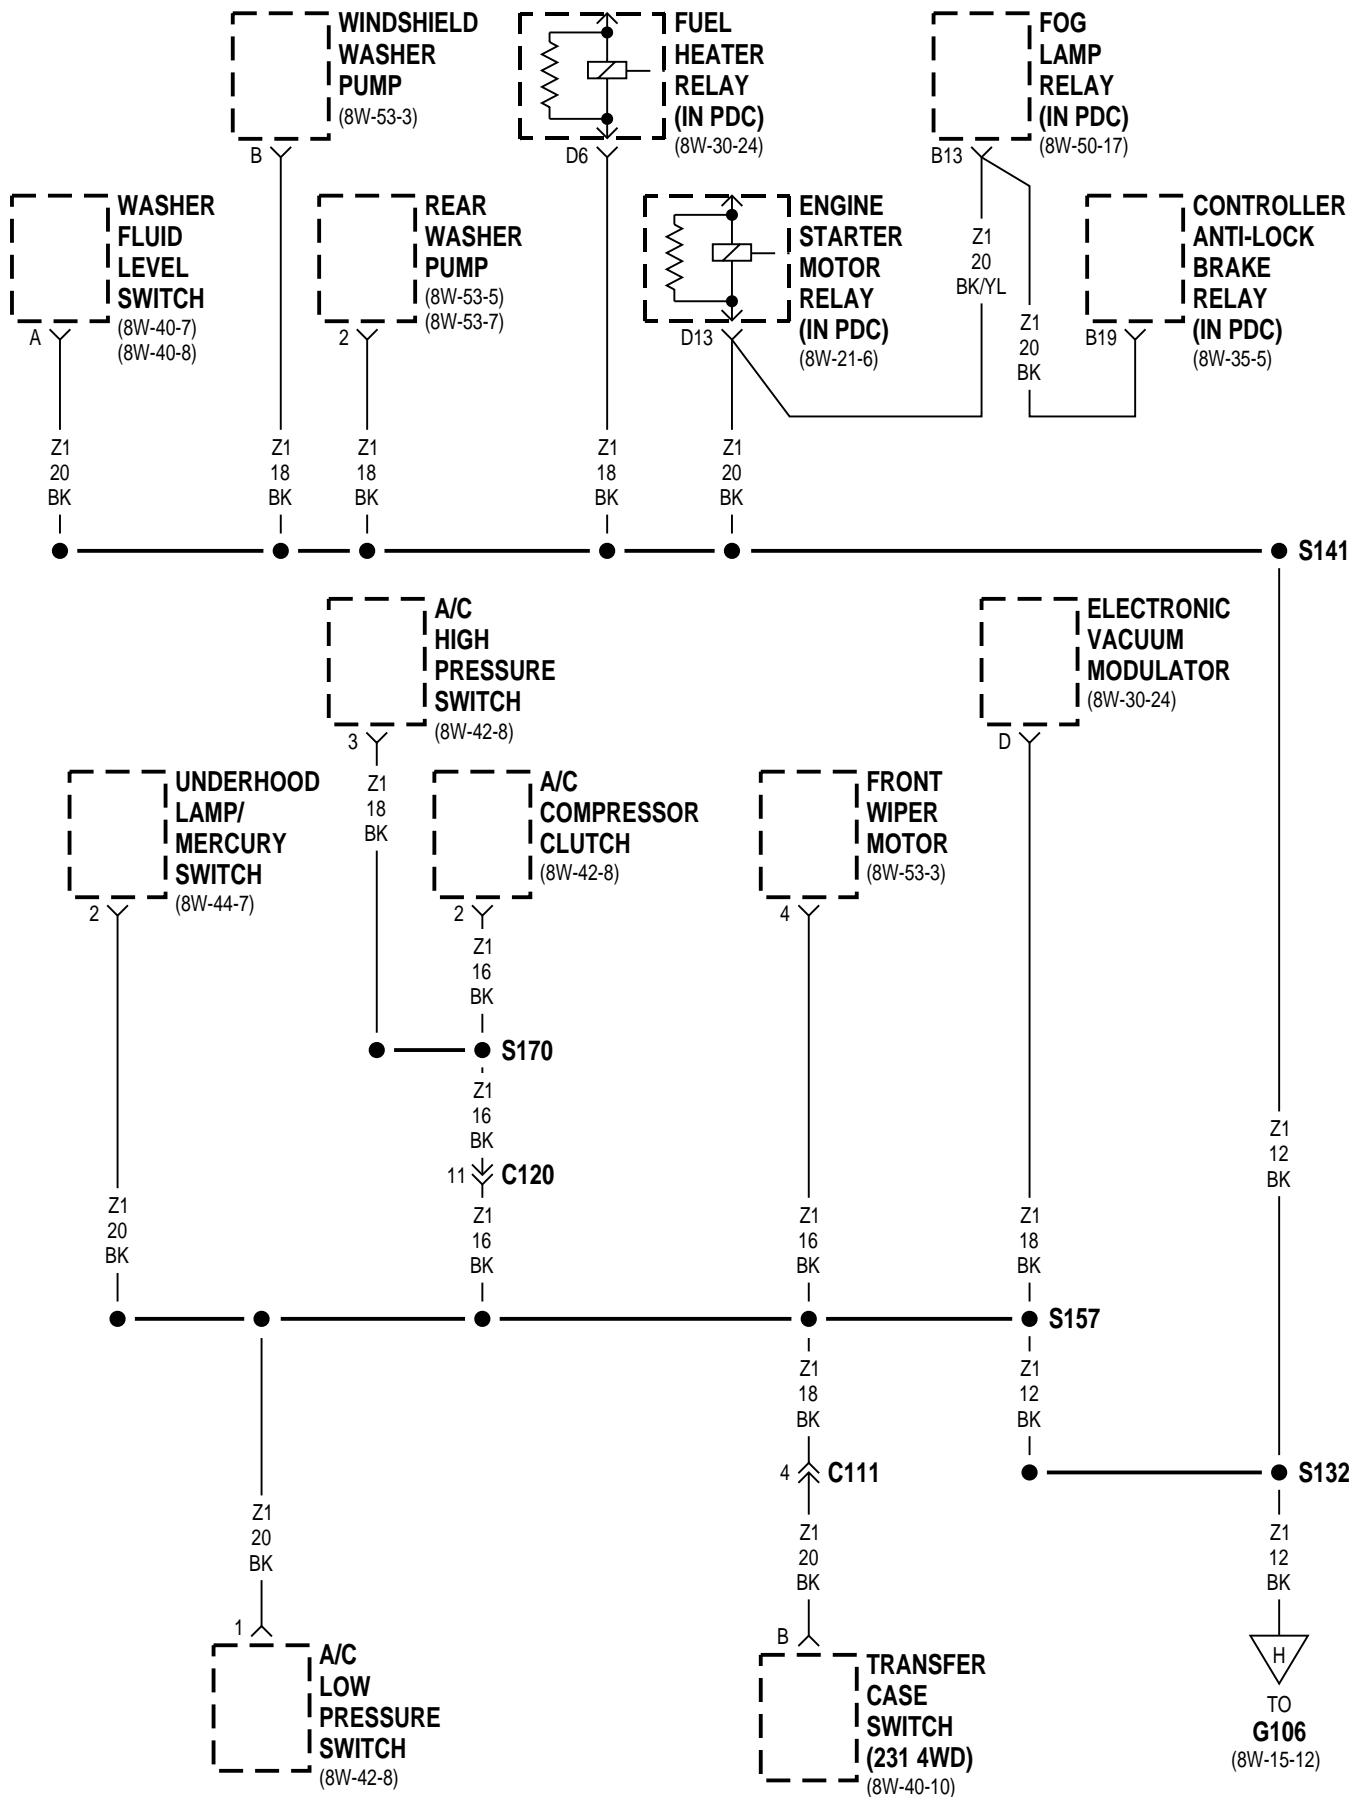 WINDSHIELD
WASHER
PUMP
(8W-53-3)
B
FUEL
HEATER
RELAY
(IN PDC)
(8W-30-24)
D6
FOG
LAMP
RELAY
(IN PDC)
(8W-50-17)
B13
WASHER
FLUID
LEVEL
SWITCH
(8W-40-7)
(8W-40-8)
A
REAR
WASHER
PUMP
(8W-53-5)
(8W-53-7)
2
ENGINE
STARTER
MOTOR
RELAY
(IN PDC)
(8W-21-6)
D13
Z1
20
BK/YL
Z1
20
BK
CONTROLLER
ANTI-LOCK
BRAKE
RELAY
(IN PDC)
(8W-35-5)
B19
Z1
20
BK
Z1
18
BK
Z1
18
BK
Z1
18
BK
Z1
20
BK
S141
A/C
HIGH
PRESSURE
SWITCH
(8W-42-8)
3
Z1
18
BK
ELECTRONIC
VACUUM
MODULATOR
(8W-30-24)
D
UNDERHOOD
LAMP/
MERCURY
SWITCH
(8W-44-7)
2
A/C
COMPRESSOR
CLUTCH
(8W-42-8)
2
Z1
16
BK
FRONT
WIPER
MOTOR
(8W-53-3)
4
S170
Z1
16
BK
11
C120
Z1
12
BK
Z1
20
BK
Z1
16
BK
Z1
16
BK
Z1
18
BK
S157
Z1
18
BK
Z1
12
BK
4
C111
S132
Z1
20
BK
Z1
20
BK
Z1
12
BK
1
A/C
LOW
PRESSURE
SWITCH
(8W-42-8)
B
TRANSFER
CASE
SWITCH
(231 4WD)
(8W-40-10)
H
TO
G106
(8W-15-12)